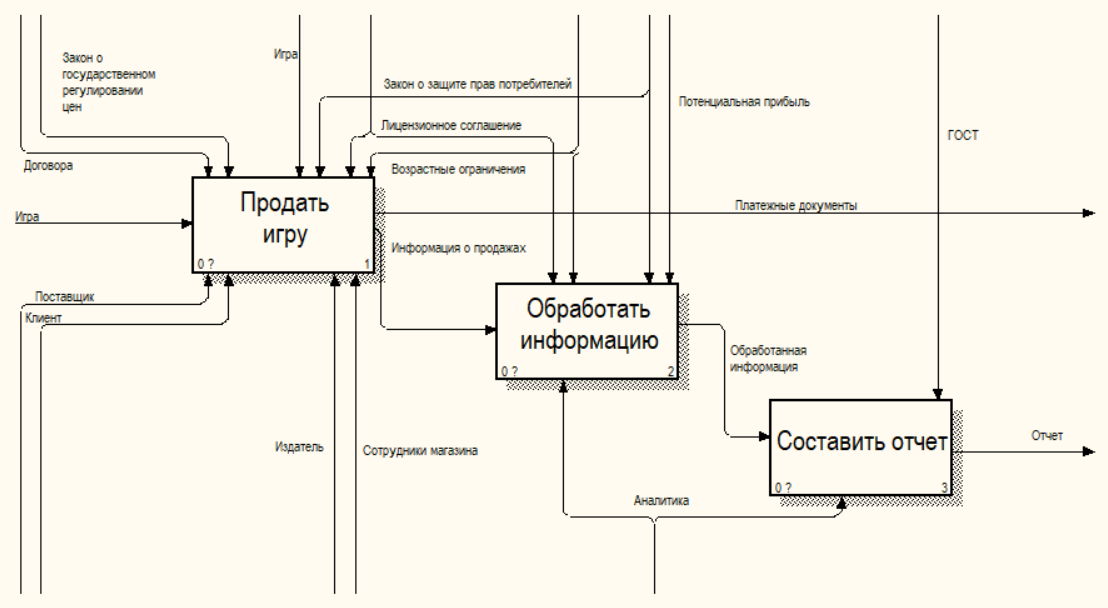 Закон о
государственном
регулировании
цен
Игра
Закон о защите прав потребителей
Потенциальная прибыль
Лицензионное соглашение
ГОСТ
Договора
Возрастные ограничения
Продать
игру
0 ?
1
Игра
Платежные документы
Информация о продажах
Поставщик
Клиент
Обработать
информацию
0 ?
2
Обработанная
информация
Издатель
Сотрудники магазина
Составить отчет
0 ?
3
Отчет
Аналитика